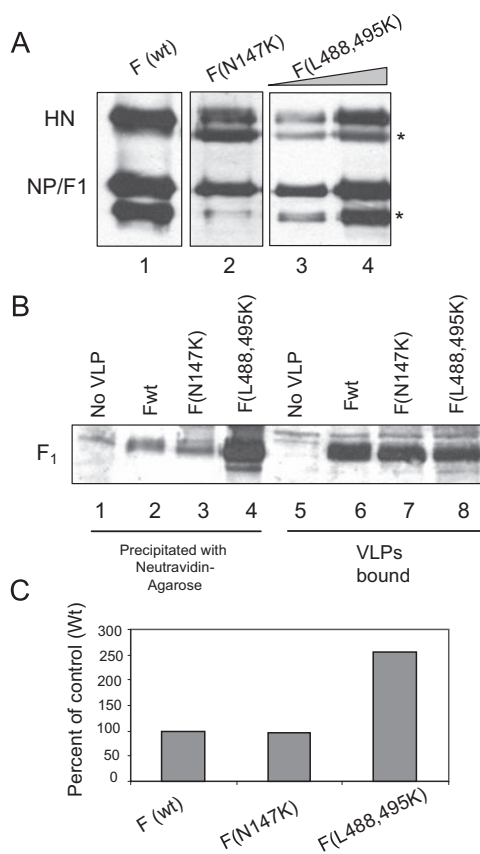 A
F (wt)
F(N147K)
F(L488,495K)
HN
*
NP/F1
*
1 2 3 4
B
No VLP
Fwt
F(N147K)
F(L488,495K)
No VLP
Fwt
F(N147K)
F(L488,495K)
F1
1 2 3 4 5 6 7 8
Precipitated with
Neutravidin-
Agarose
VLPs
bound
C
Percent of control (Wt)
300
250
200
150
100
50
0
F (wt)
F(N147K)
F(L488,495K)